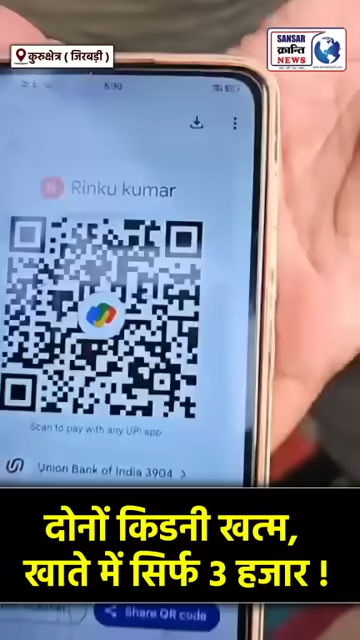 कुरुक्षेत्र ( जिरबड़ी )
SANSAR
क्रान्ति
NEWS
Rinku kumar
Scan to pay with any UPI app
Union Bank of India 3904
दोनों किडनी खत्म,
खाते में सिर्फ 3 हजार !
Share QR code